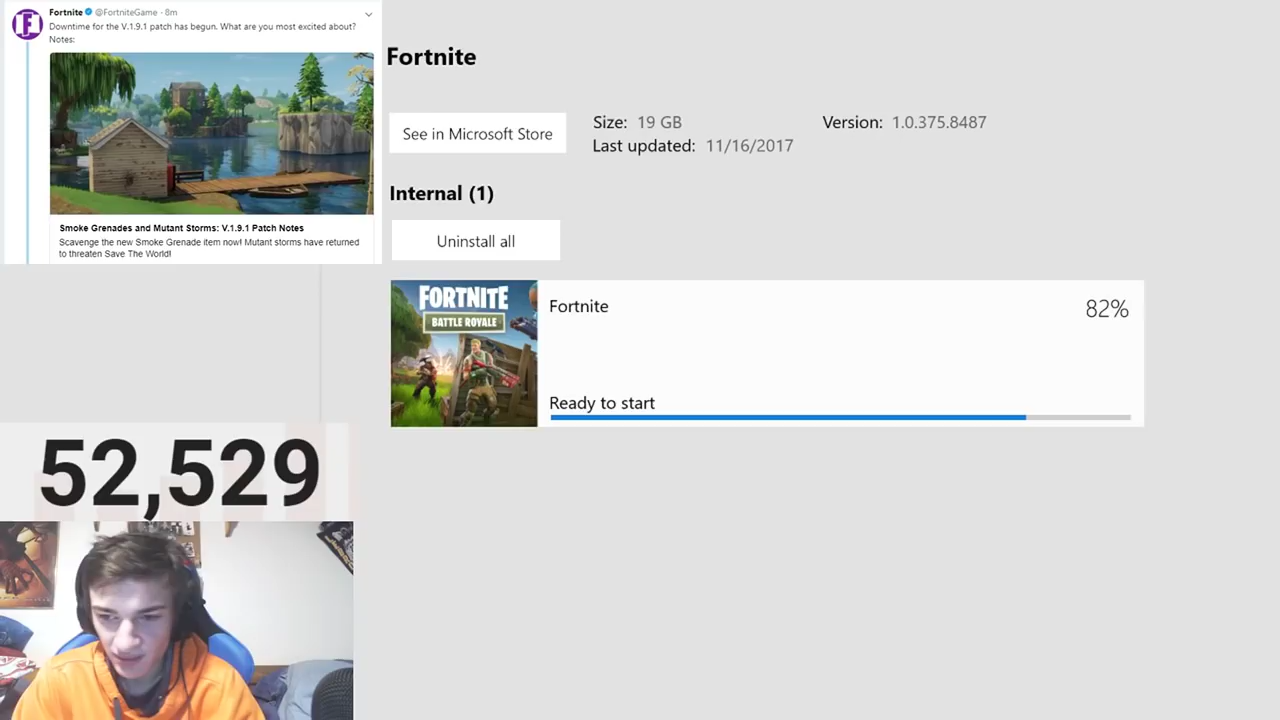 Fortnite @FortniteGame · 8m
Downtime for the V.1.9.1 patch has begun. What are you most excited about?
Notes:
Smoke Grenades and Mutant Storms: V.1.9.1 Patch Notes
Scavenge the new Smoke Grenade item now! Mutant storms have returned
to threaten Save The World!
Fortnite
See in Microsoft Store
Size: 19 GB
Version: 1.0.375.8487
Last updated: 11/16/2017
Internal (1)
Uninstall all
FORTNITE
BATTLE ROYALE
Fortnite
82%
Ready to start
52,529